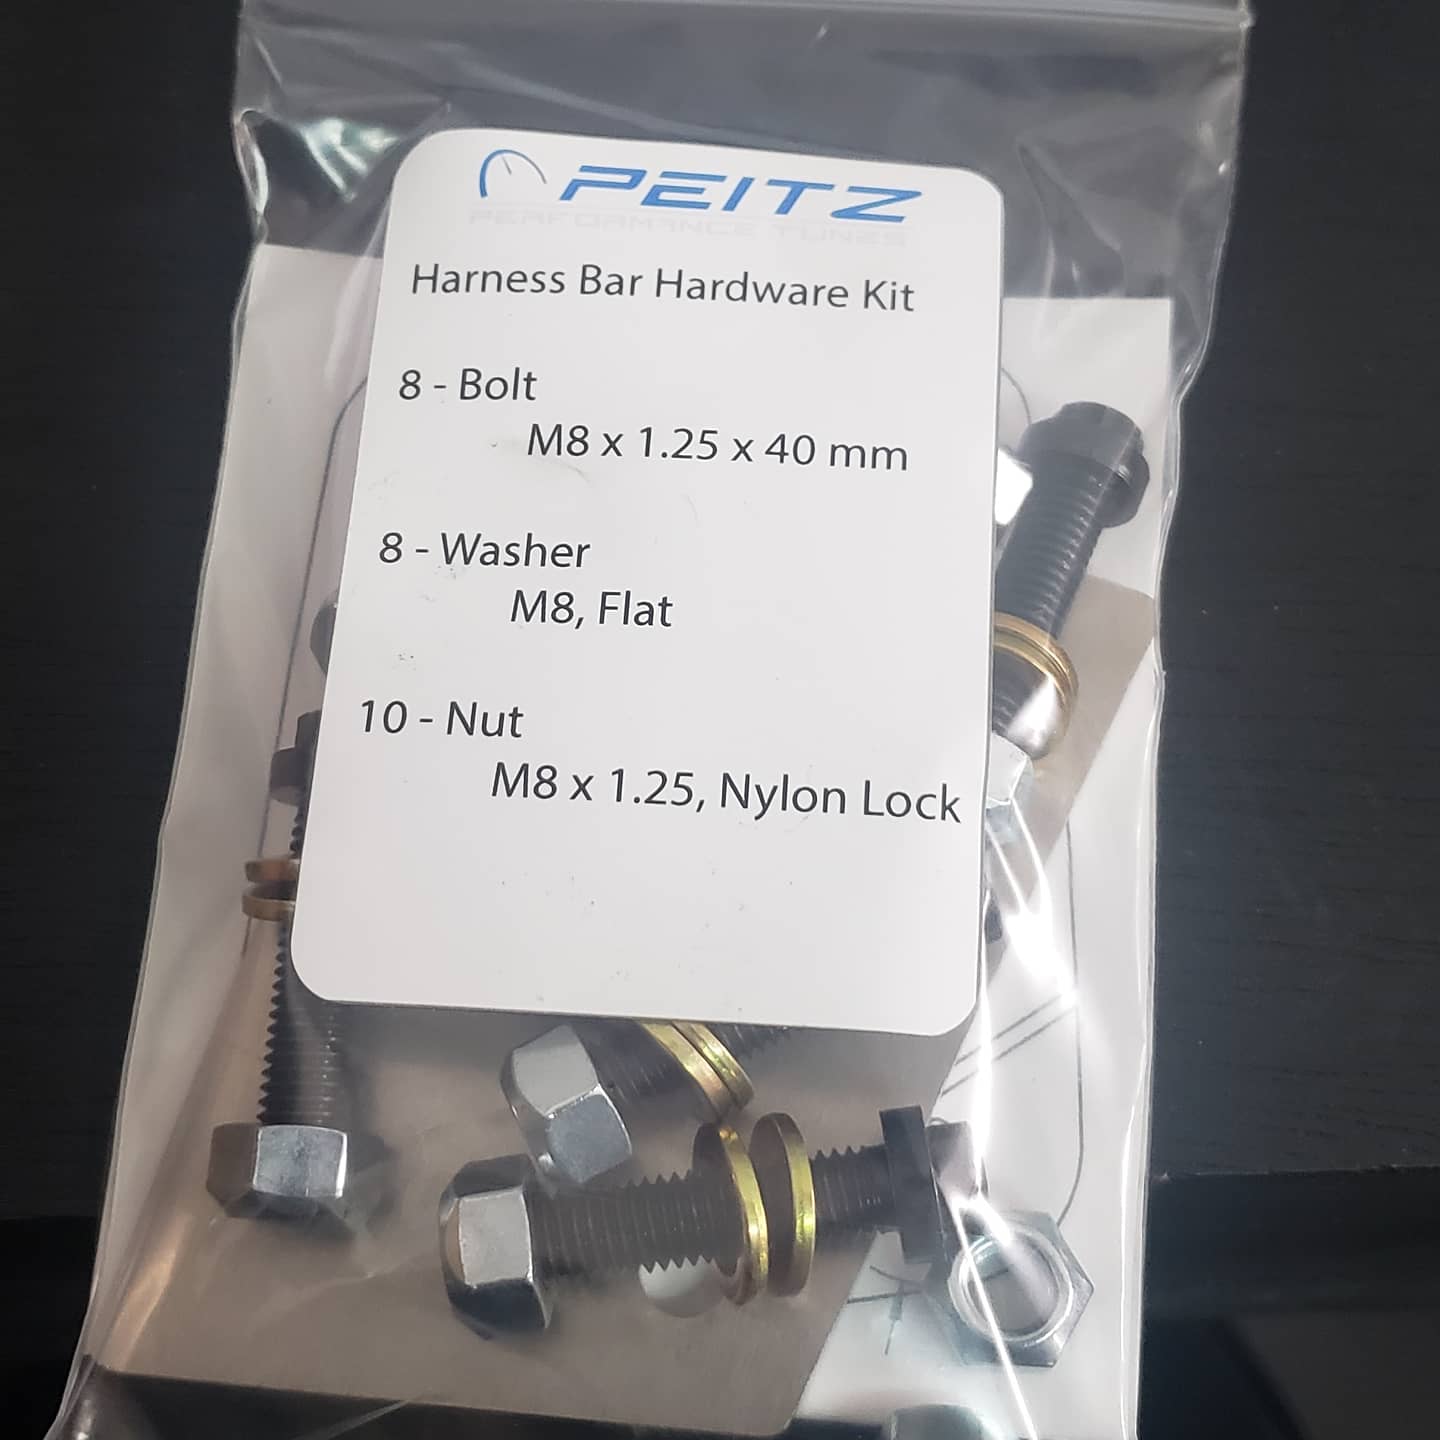 PEITZ
PERFORMANCE TUNES
Harness Bar Hardware Kit
8 - Bolt
M8 x 1.25 x 40 mm
8 - Washer
M8, Flat
10 - Nut
M8 x 1.25, Nylon Lock